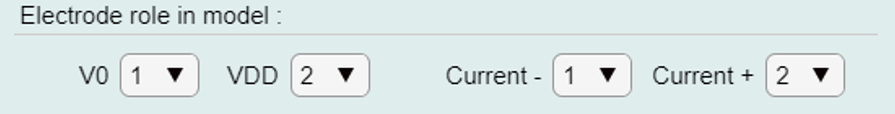 Electrode role in model :
V0 1 ▼ VDD 2 ▼ Current - 1 ▼ Current + 2 ▼